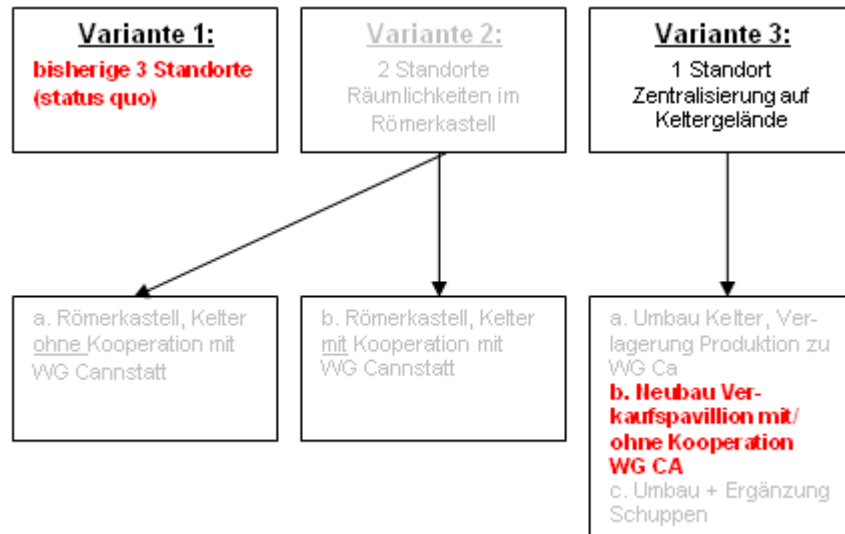 Variante 1:
bisherige 3 Standorte
(status quo)
Variante 2:
2 Standorte
Räumlichkeiten im
Römerkastell
Variante 3:
1 Standort
Zentralisierung auf
Keltergelände
a. Römerkastell, Kelter
ohne Kooperation mit
WG Cannstatt
b. Römerkastell, Kelter
mit Kooperation mit
WG Cannstatt
a. Umbau Kelter, Ver-
lagerung Produktion zu
WG Ca
b. Neubau Ver-
kaufspavillion mit/
ohne Kooperation
WG CA
c. Umbau + Ergänzung
Schuppen